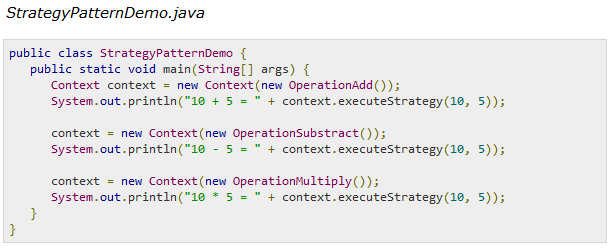 StrategyPatternDemo.java
public class StrategyPatternDemo {
   public static void main(String[] args) {
      Context context = new Context(new OperationAdd());
      System.out.println("10 + 5 = " + context.executeStrategy(10, 5));

      context = new Context(new OperationSubstract());
      System.out.println("10 - 5 = " + context.executeStrategy(10, 5));

      context = new Context(new OperationMultiply());
      System.out.println("10 * 5 = " + context.executeStrategy(10, 5));
   }
}